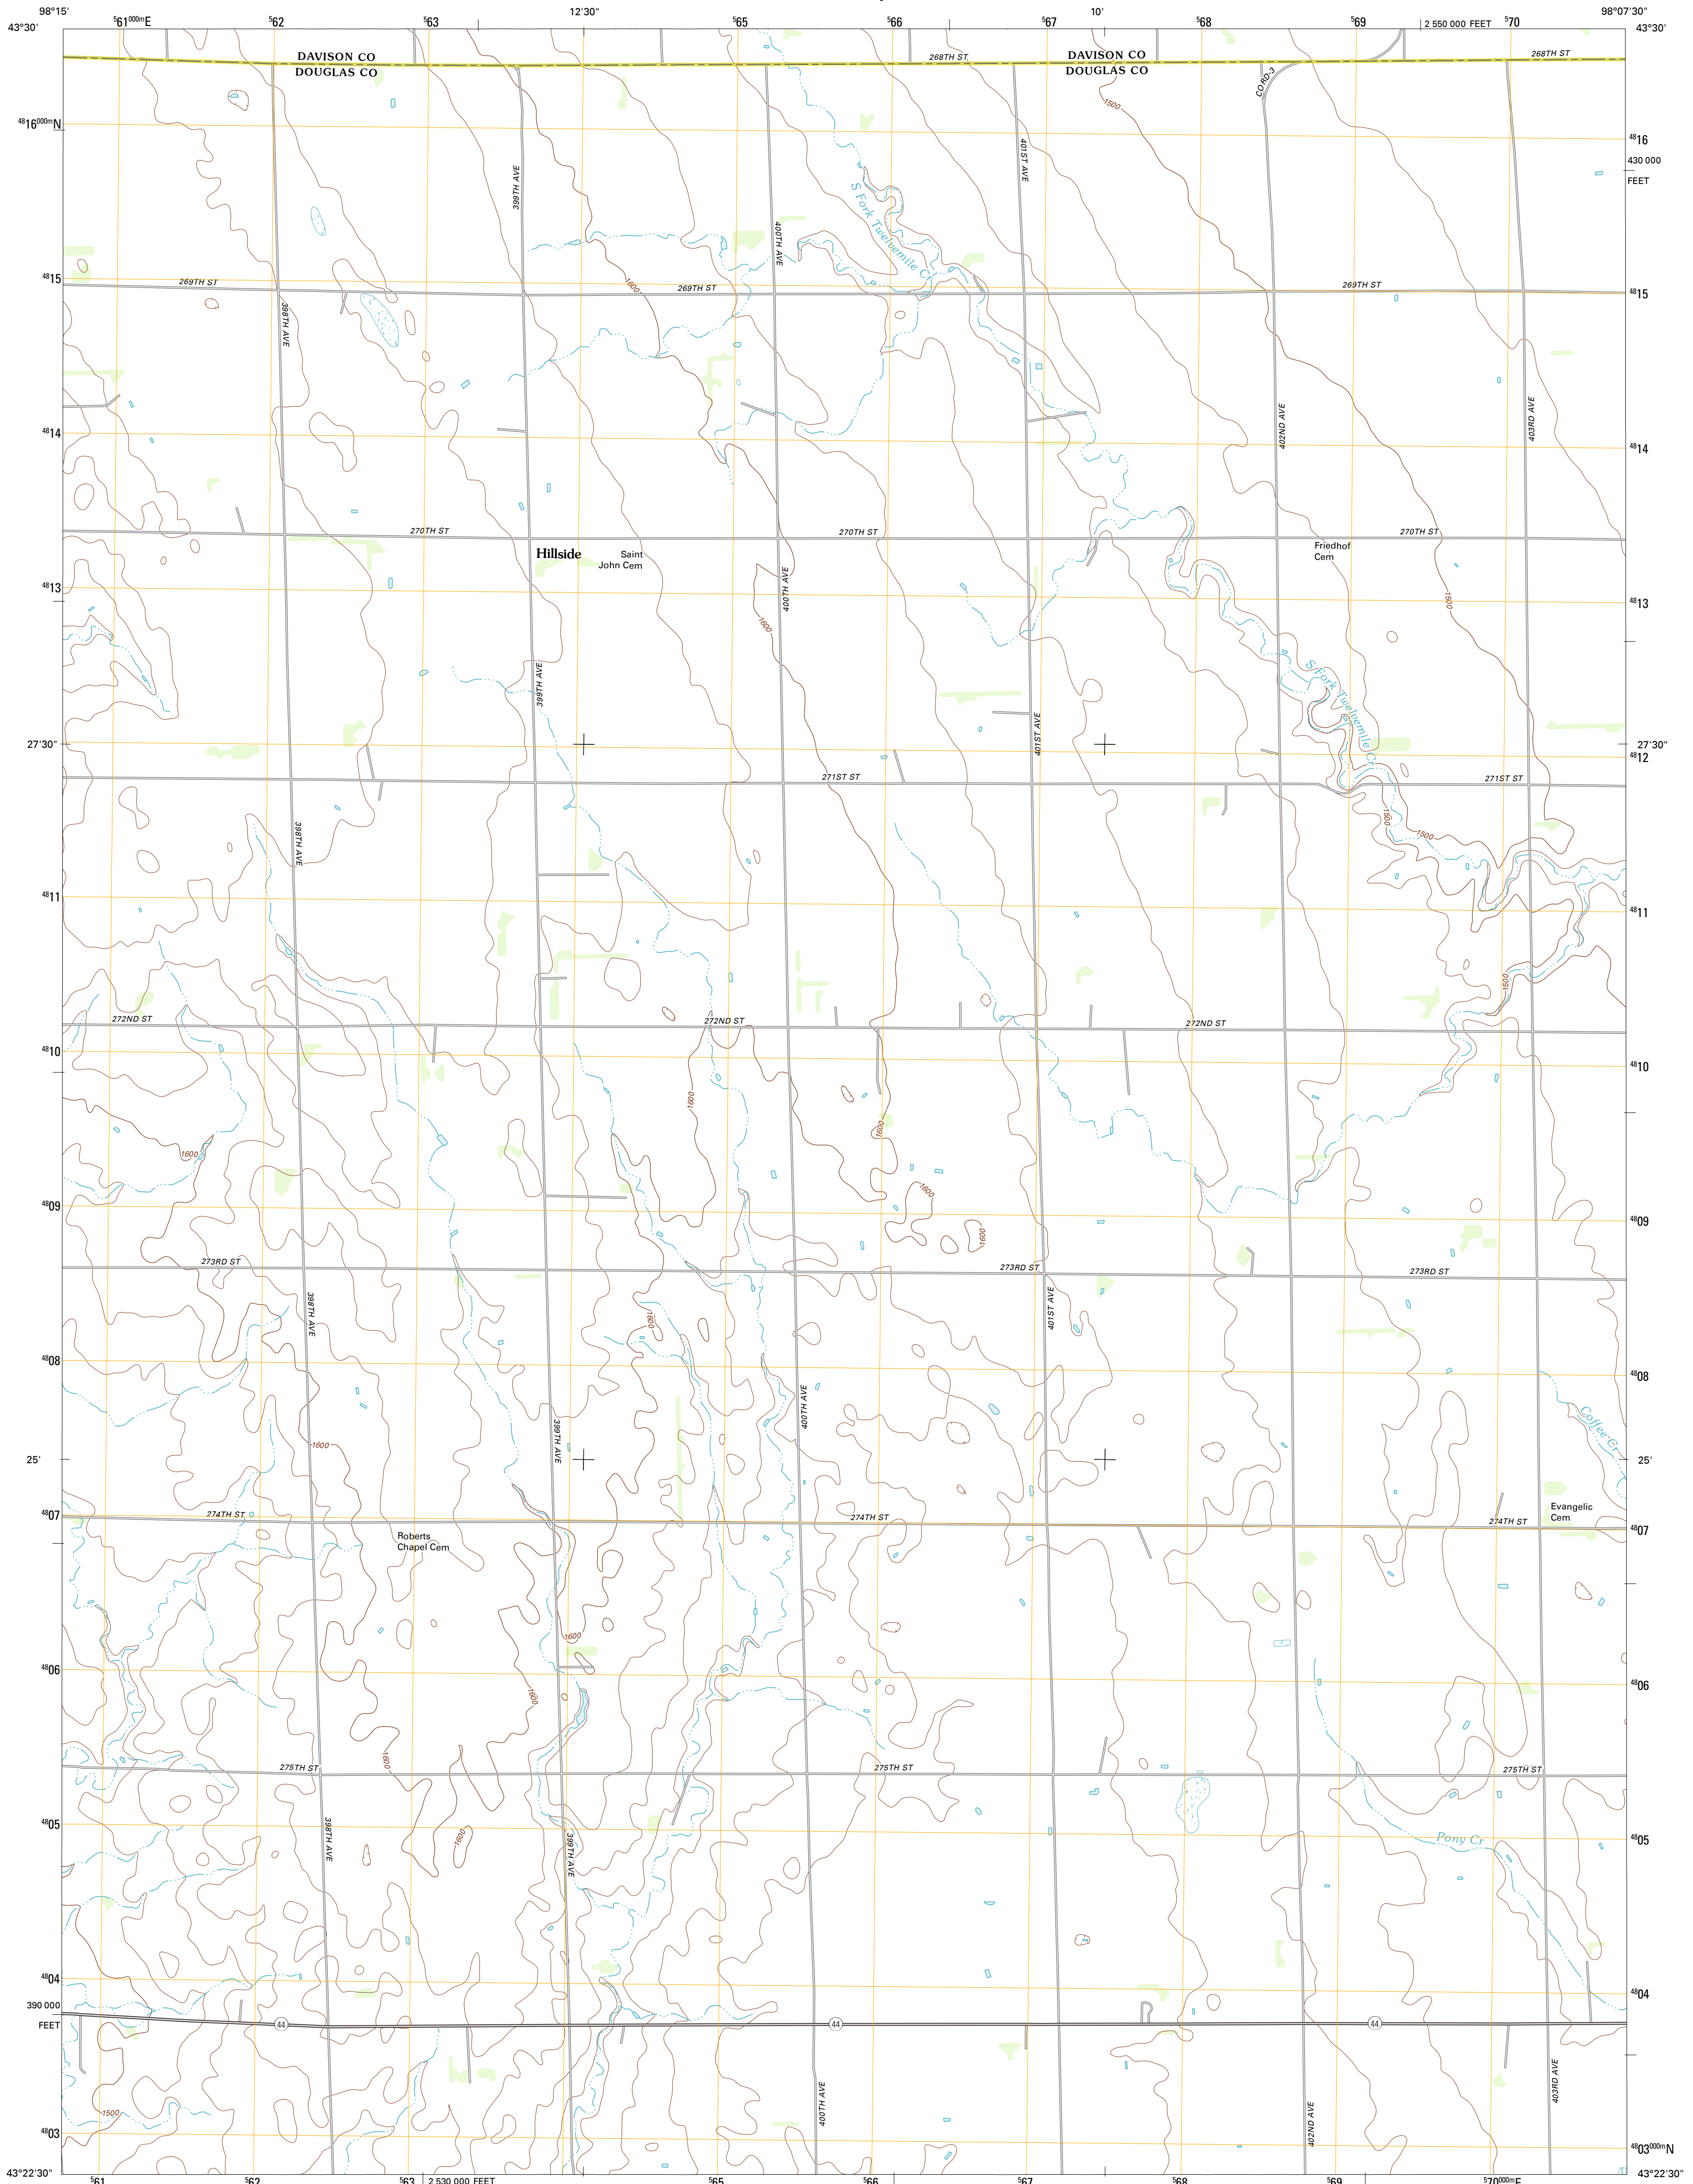 98°15'
561000mE
562
563
12'30"
565
566
567
10'
568
569
2 550 000 FEET
570
98°07'30"
43°30'
43°30'
DAVISON CO
DOUGLAS CO
268TH ST
DAVISON CO
DOUGLAS CO
268TH ST
CO RD-3
1500
4816000mN
4816
430 000
FEET
399TH AVE
401ST AVE
S Fork Twelvemile Cr
400TH AVE
4815
4815
269TH ST
1600
269TH ST
269TH ST
398TH AVE
402ND AVE
403RD AVE
4814
4814
270TH ST
270TH ST
270TH ST
Hillside
Saint
John Cem
Friedhof
Cem
4813
4813
400TH AVE
1500
1600
399TH AVE
S Fork Twelvemile Cr
401ST AVE
27'30"
27'30"
4812
271ST ST
271ST ST
1500
1500
398TH AVE
4811
4811
1500
272ND ST
272ND ST
272ND ST
4810
4810
1600
1600
1600
1600
4809
4809
1600
273RD ST
273RD ST
273RD ST
398TH AVE
401ST AVE
1600
4808
4808
400TH AVE
399TH AVE
Coffee Cr
1600
25'
25'
4807
274TH ST
274TH ST
274TH ST
4807
Evangelic
Cem
Roberts
Chapel Cem
1600
4806
4806
1600
1600
275TH ST
275TH ST
275TH ST
4805
4805
398TH AVE
1600
399TH AVE
Pony Cr
4804
4804
390 000
FEET
44
44
44
400TH AVE
402ND AVE
403RD AVE
1500
4803
4803000mN
43°22'30"
43°22'30"
561
562
563
2 530 000 FEET
565
566
567
568
569
570000mE